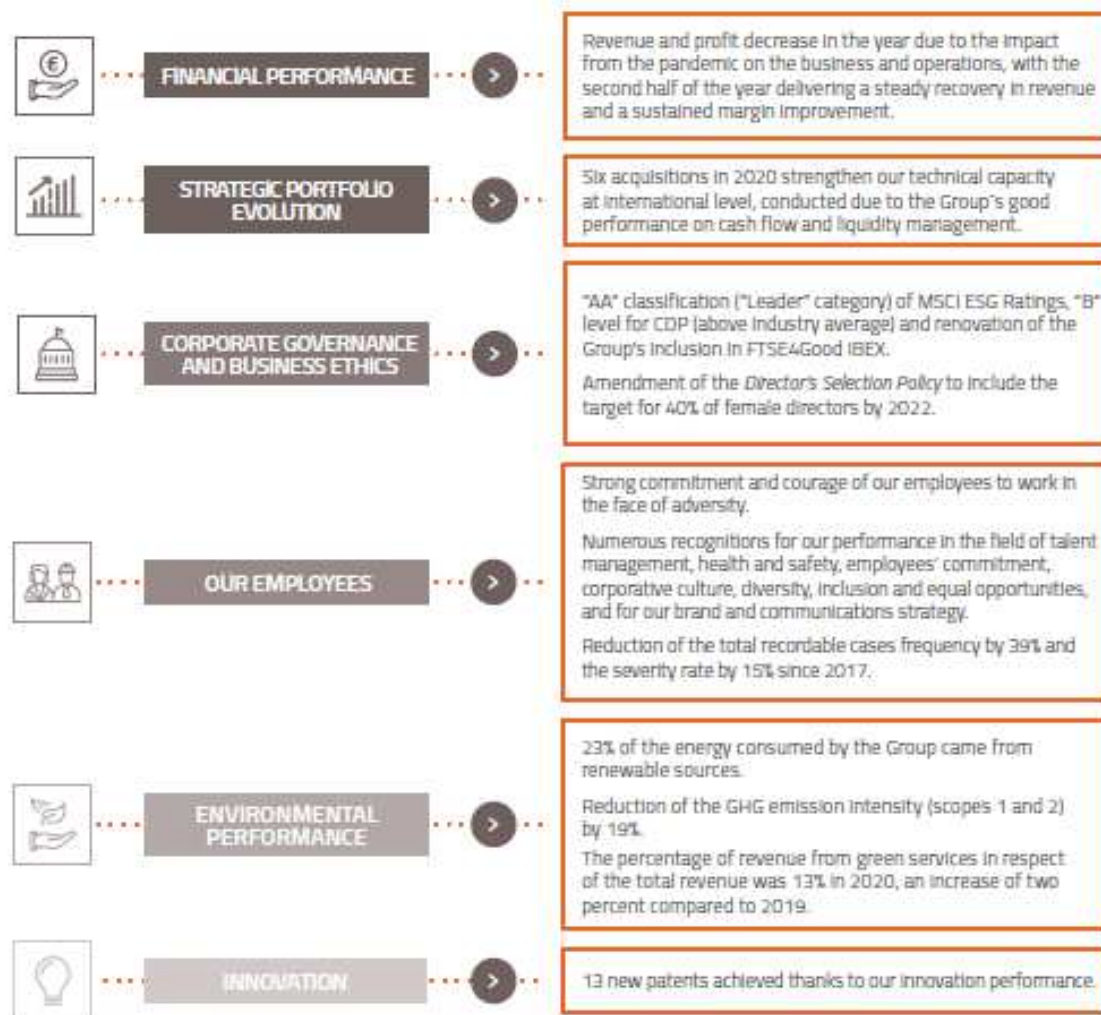 €
FINANCIAL PERFORMANCE
>
Revenue and profit decrease in the year due to the impact
from the pandemic on the business and operations, with the
second half of the year delivering a steady recovery in revenue
and a sustained margin improvement.
STRATEGIC PORTFOLIO
EVOLUTION
>
Six acquisitions in 2020 strengthen our technical capacity
at international level, conducted due to the Group's good
performance on cash flow and liquidity management.
CORPORATE GOVERNANCE
AND BUSINESS ETHICS
>
"AA" classification ("Leader" category) of MSCI ESG Ratings, "B"
level for CDP (above industry average) and renovation of the
Group's inclusion in FTSE4Good IBEX.
Amendment of the Director's Selection Policy to include the
target for 40% of female directors by 2022.
OUR EMPLOYEES
>
Strong commitment and courage of our employees to work in
the face of adversity.
Numerous recognitions for our performance in the field of talent
management, health and safety, employees' commitment,
corporative culture, diversity, inclusion and equal opportunities,
and for our brand and communications strategy.
Reduction of the total recordable cases frequency by 39% and
the severity rate by 15% since 2017.
ENVIRONMENTAL
PERFORMANCE
>
23% of the energy consumed by the Group came from
renewable sources.
Reduction of the GHG emission intensity (scopes 1 and 2)
by 19%.
The percentage of revenue from green services in respect
of the total revenue was 13% in 2020, an increase of two
percent compared to 2019.
INNOVATION
>
13 new patents achieved thanks to our innovation performance.